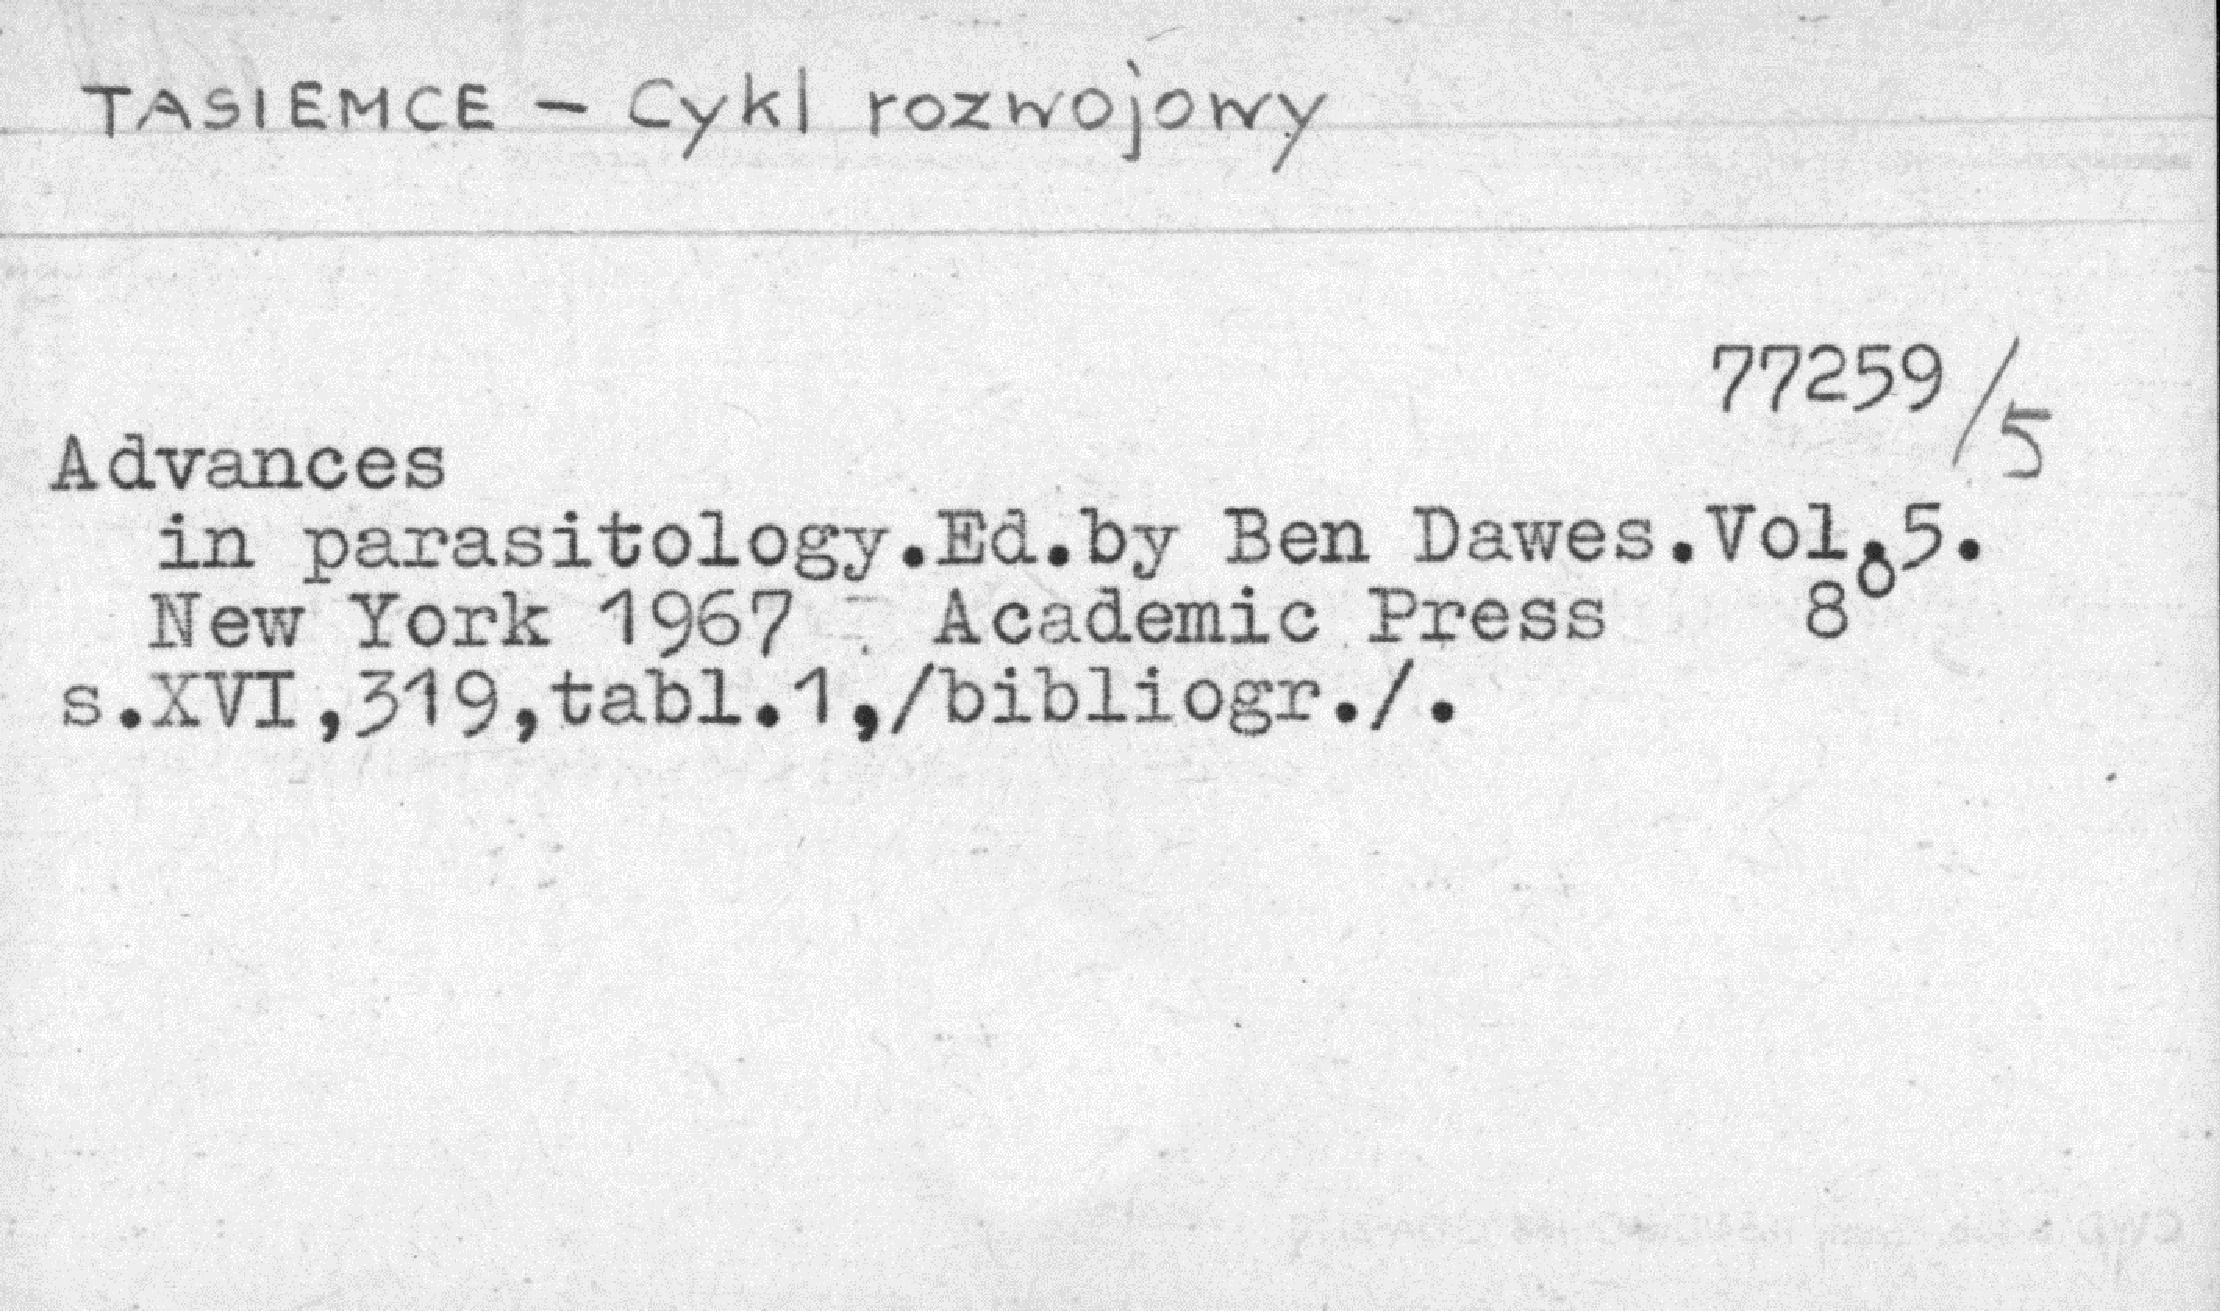 TASIEMCE - Cykl rozwojowy
77259/5
Advances
in parasitology.Ed.by Ben Dawes.Vol.5.
New York 1967 Academic Press 8°
s.XVI,319,tabl.1,/bibliogr./.